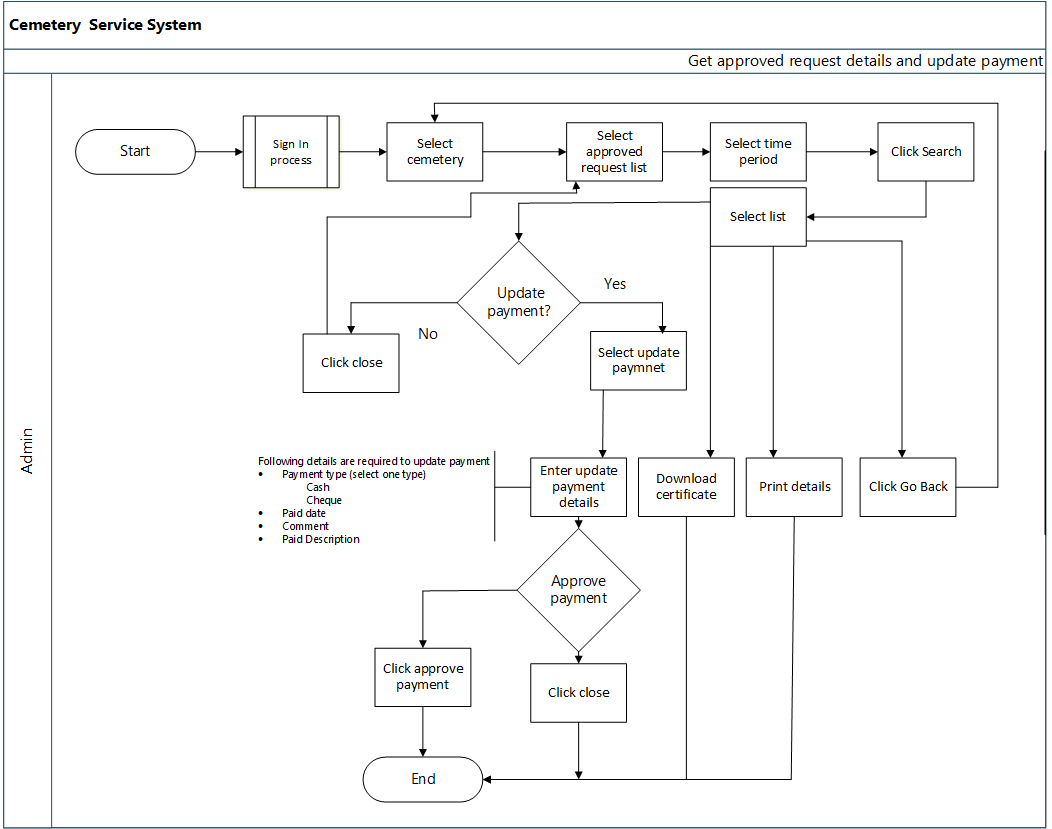 Cemetery  Service System
Get approved request details and update payment
Admin
Start
Sign In
process
Select
cemetery
Select
approved
request list
Select time
period
Click Search
Select list
Update
payment?
Yes
No
Click close
Select update
paymnet
Following details are required to update payment
• Payment type (select one type)
Cash
Cheque
• Paid date
• Comment
• Paid Description
Enter update
payment
details
Download
certificate
Print details
Click Go Back
Approve
payment
Click approve
payment
Click close
End